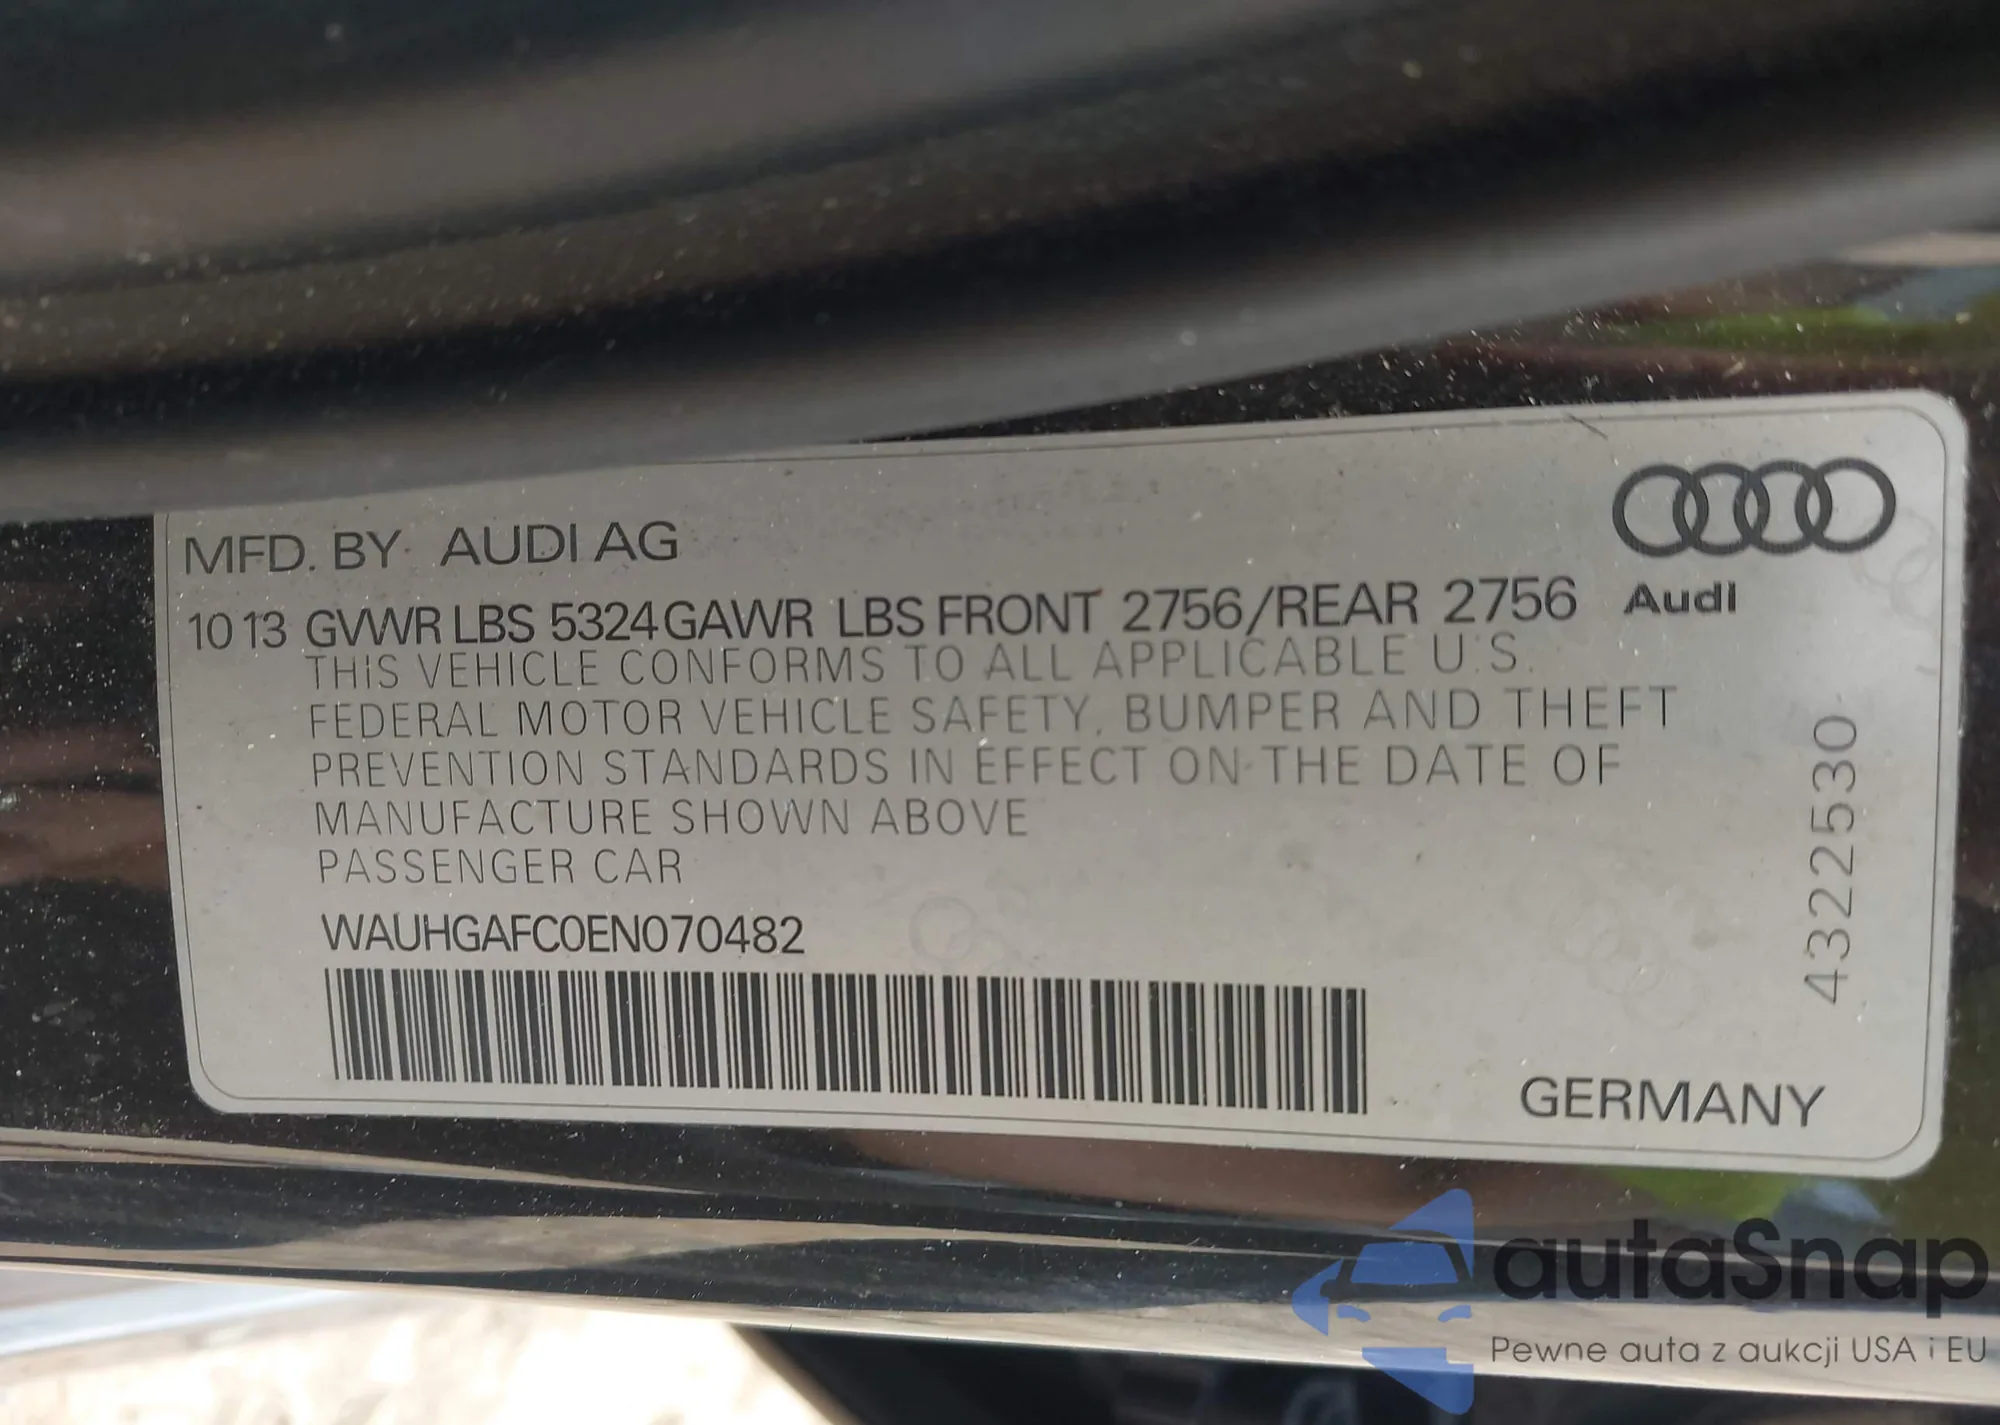 MFD. BY AUDI AG
Audi
10 13 GVWR LBS 5324 GAWR LBS FRONT 2756/REAR 2756
THIS VEHICLE CONFORMS TO ALL APPLICABLE U.S.
FEDERAL MOTOR VEHICLE SAFETY, BUMPER AND THEFT
PREVENTION STANDARDS IN EFFECT ON THE DATE OF
MANUFACTURE SHOWN ABOVE
PASSENGER CAR
WAUHGAFC0EN070482
4322530
GERMANY
autaSnap
Pewne auta z aukcji USA i EU